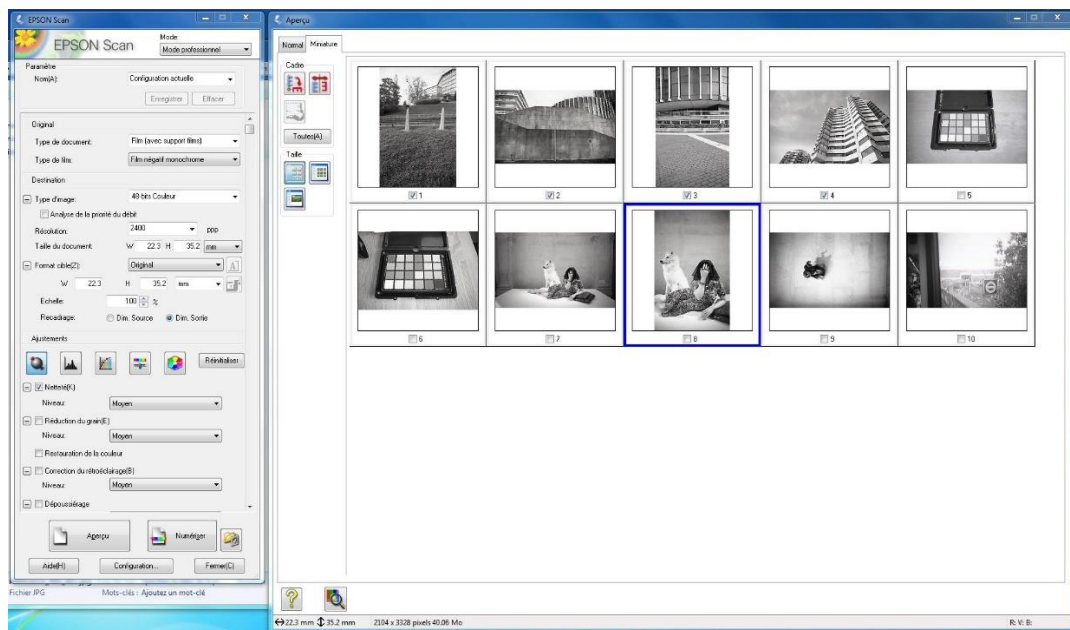 EPSON Scan
EPSON Scan
Mode
Mode professionnel
Paramètre
Nom(A):
Configuration actuelle
Enregistrer
Effacer
Original
Type de document:
Film (avec support films)
Type de film:
Film négatif monochrome
Destination
Type d'image:
48-bits Couleur
Analyse de la priorité du débit
Résolution:
2400
ppp
Taille du document:
W 22.3 H 35.2 mm
Format cible(Z):
Original
W 22.3 H 35.2 mm
Echelle:
100 %
Recadrage:
Dim. Source
Dim. Sortie
Ajustements
Réinitialiser
Netteté(K)
Niveau:
Moyen
Réduction du grain(E)
Niveau:
Moyen
Restauration de la couleur
Correction du rétroéclairage(B)
Niveau:
Moyen
Dépoussiérage
Aperçu
Numériser
Aide(H)
Configuration...
Fermer(C)
Fichier JPG
Mots-clés : Ajoutez un mot-clé
Aperçu
Normal
Miniature
Cadre
Toutes(A)
Taille
1
2
3
4
5
6
7
8
9
10
22.3 mm 35.2 mm
2104 x 3328 pixels 40.06 Mo
R: V: B: